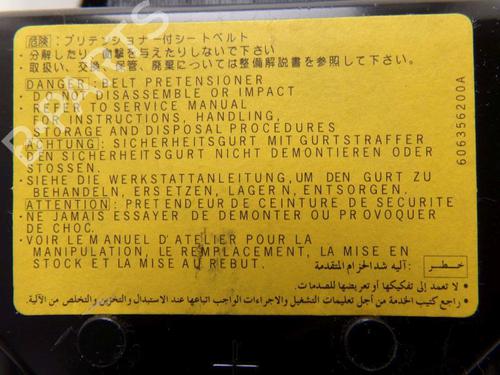 危険：プリテンショナー付シートベルト
・分解したり、衝撃を与えたりしないで下さい
・取扱い、交換、保管、廃棄については整備解説書を参照して下さい。
DANGER : BELT PRETENSIONER
・DO NOT DISASSEMBLE OR IMPACT
・REFER TO SERVICE MANUAL
FOR INSTRUCTIONS, HANDLING,
STORAGE AND DISPOSAL PROCEDURES
ACHTUNG : SICHERHEITSGURT MIT GURTSTRAFFER
DEN SICHERHEITSGURT NICHT DEMONTIEREN ODER
STOSSEN.
・SIEHE DIE WERKSTATTANLEITUNG,UM DEN GURT ZU
BEHANDELN, ERSETZEN, LAGERN, ENTSORGEN.
ATTENTION : PRETENDEUR DE CEINTURE DE SECURITE
・NE JAMAIS ESSAYER DE DEMONTER OU PROVOQUER
DE CHOC.
・VOIR LE MANUEL D'ATELIER POUR LA
MANIPULATION, LE REMPLACEMENT, LA MISE EN
STOCK ET LA MISE AU REBUT.
خطر : آلية شد الحزام المتقدمة
・ لا تعمد إلى تفكيكها أو تعريضها للصدمات.
・ راجع كتيب الخدمة من أجل تعليمات التشغيل والاجراءات الواجب اتباعها عند الاستبدال والتخزين والتخلص من الآلية.
606356200A